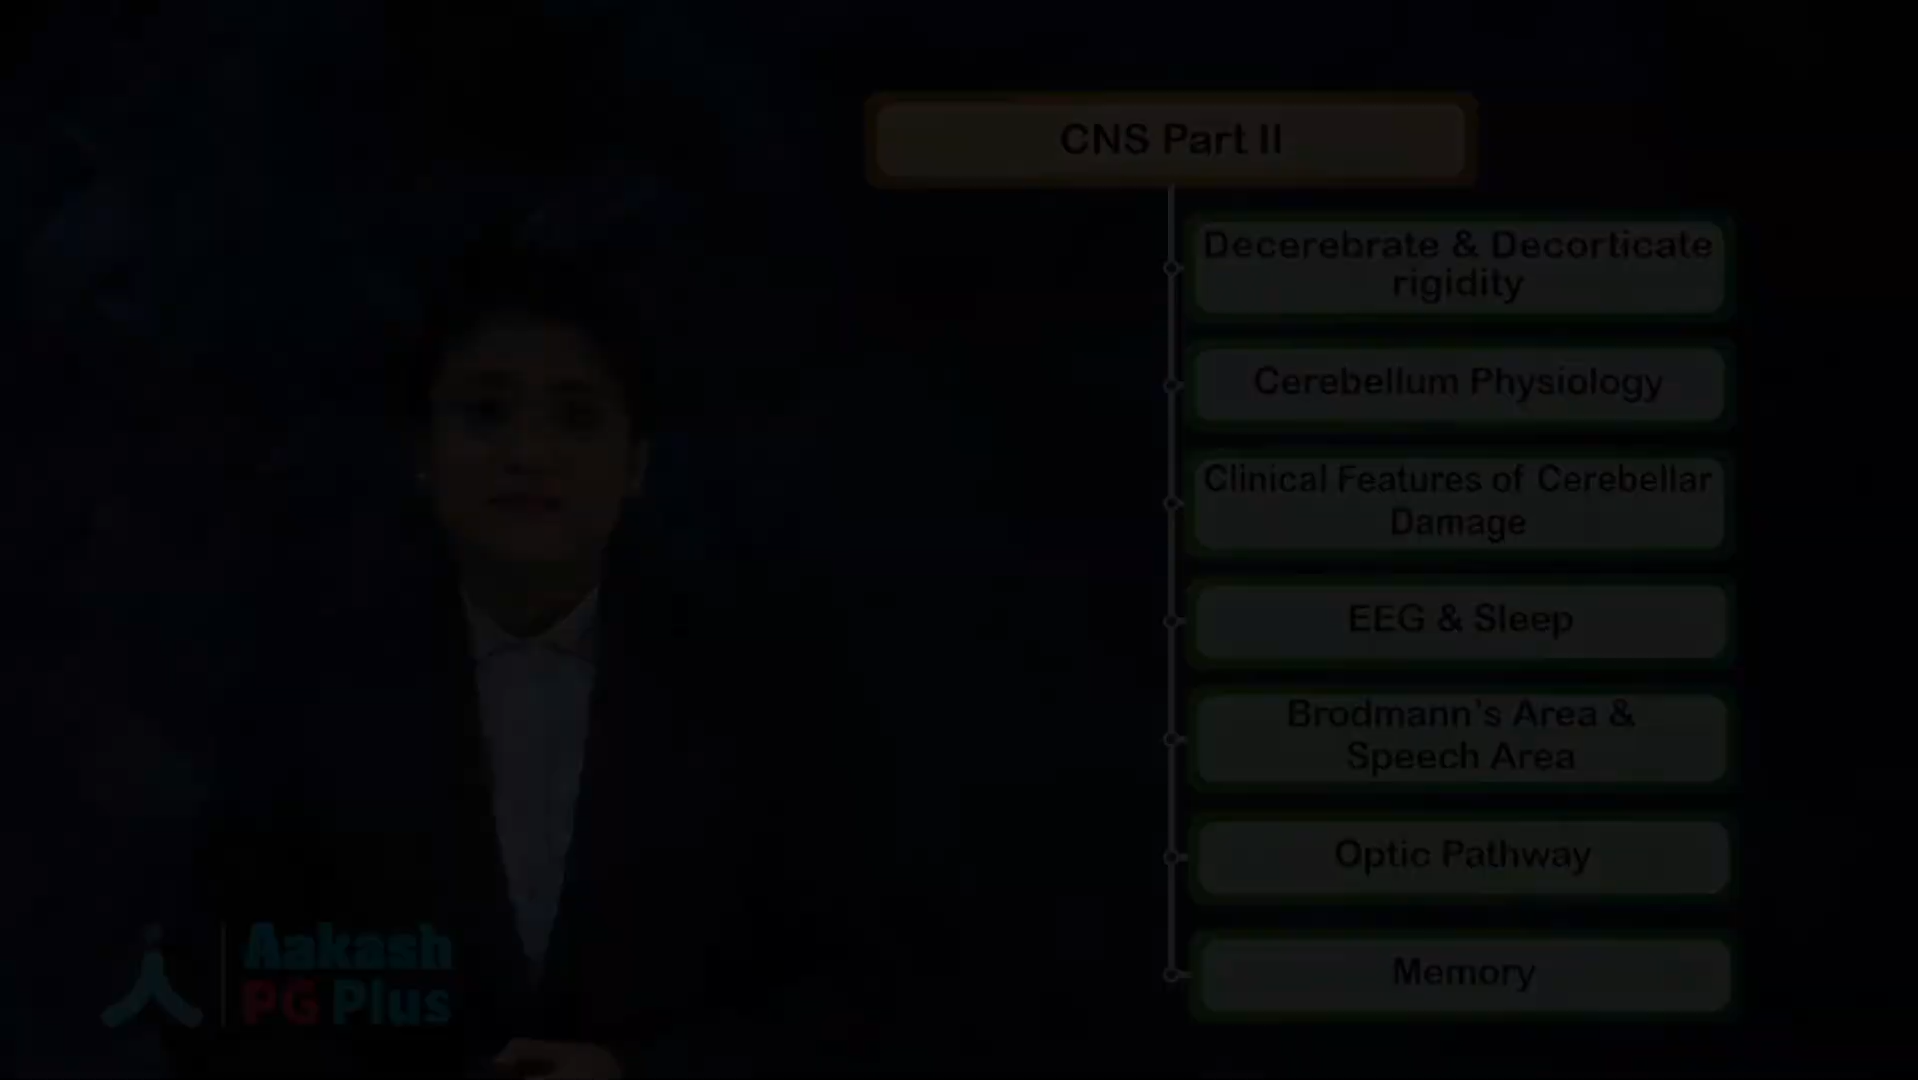 CNS Part II
Decerebrate & Decorticate
rigidity
Cerebellum Physiology
Clinical Features of Cerebellar
Damage
EEG & Sleep
Brodmann's Area &
Speech Area
Optic Pathway
Memory
Aakash
PG Plus